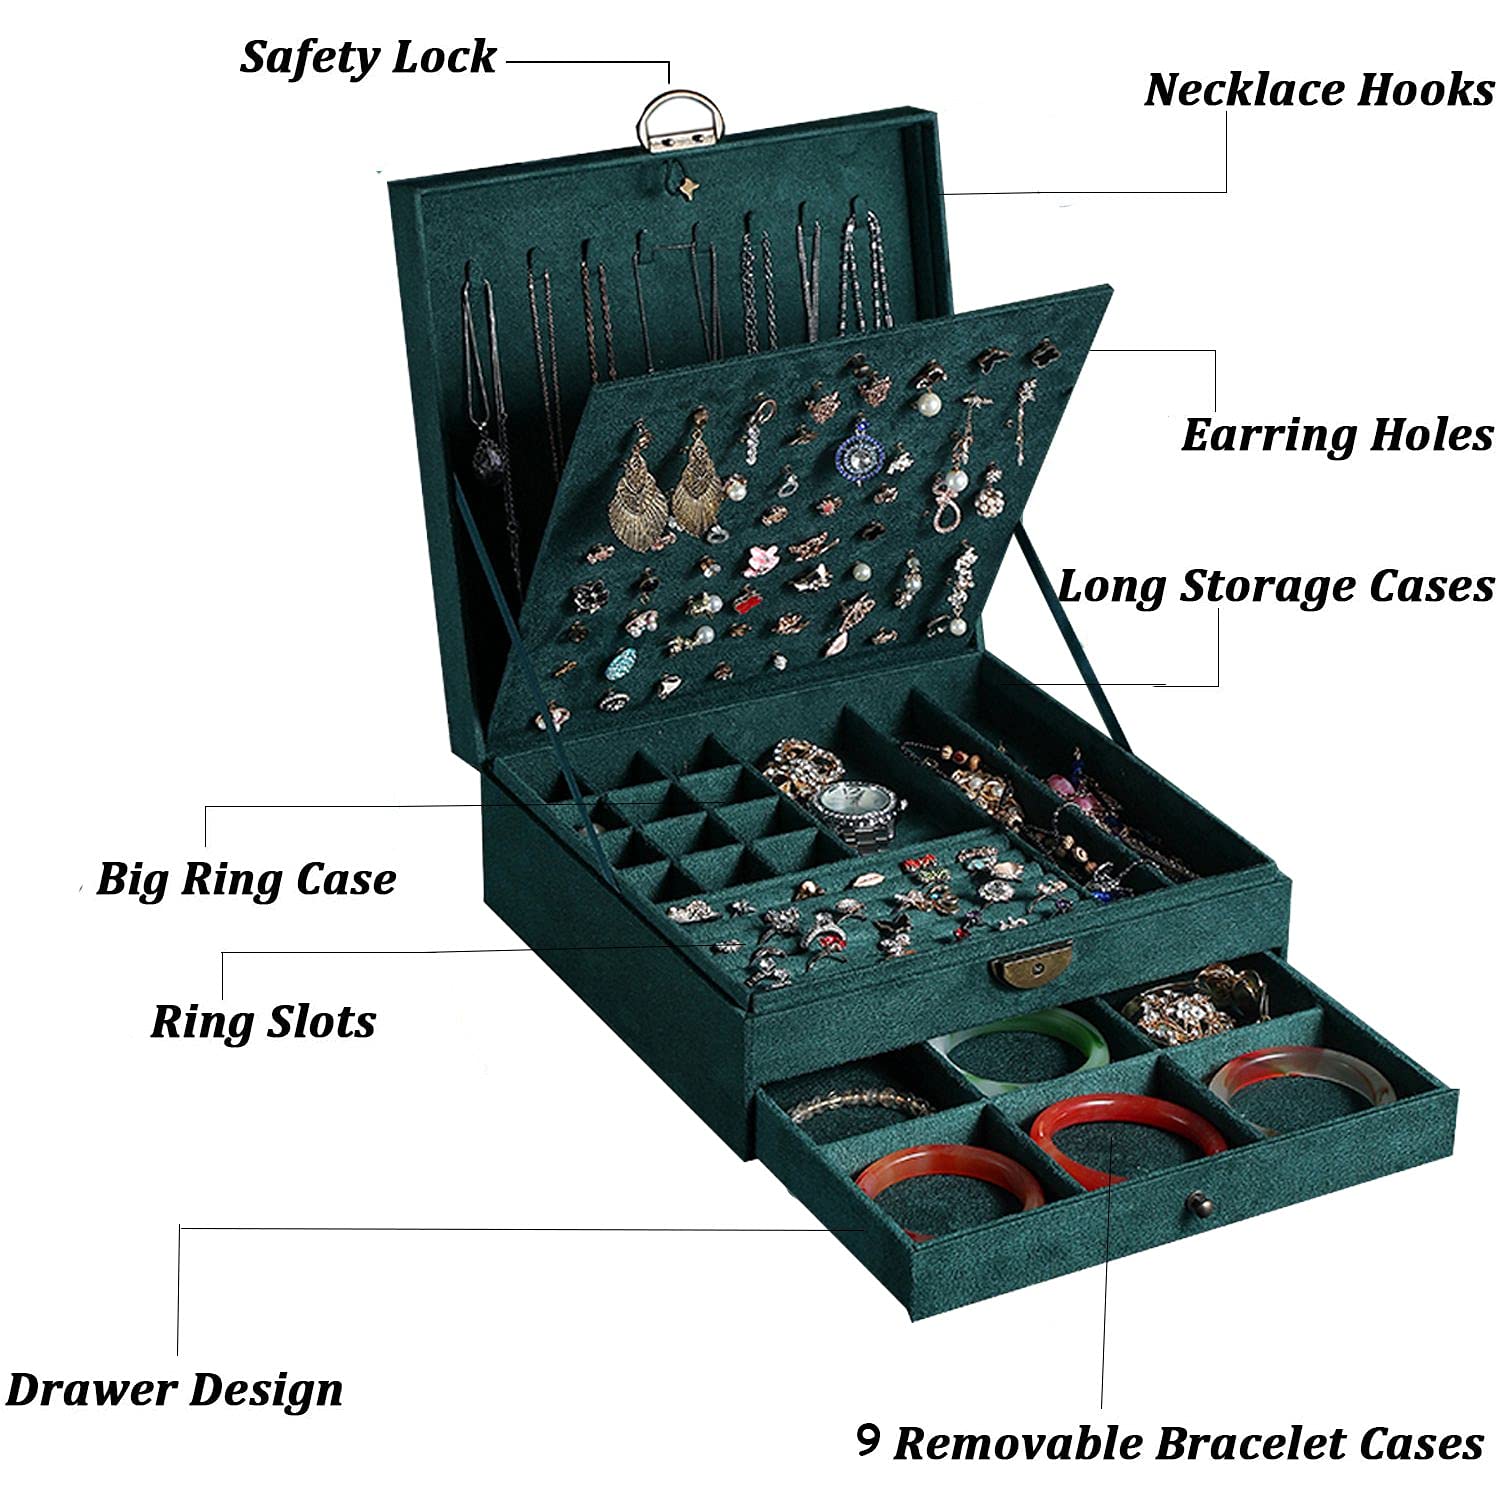 Safety Lock
Necklace Hooks
Earring Holes
Long Storage Cases
Big Ring Case
Ring Slots
Drawer Design
9 Removable Bracelet Cases